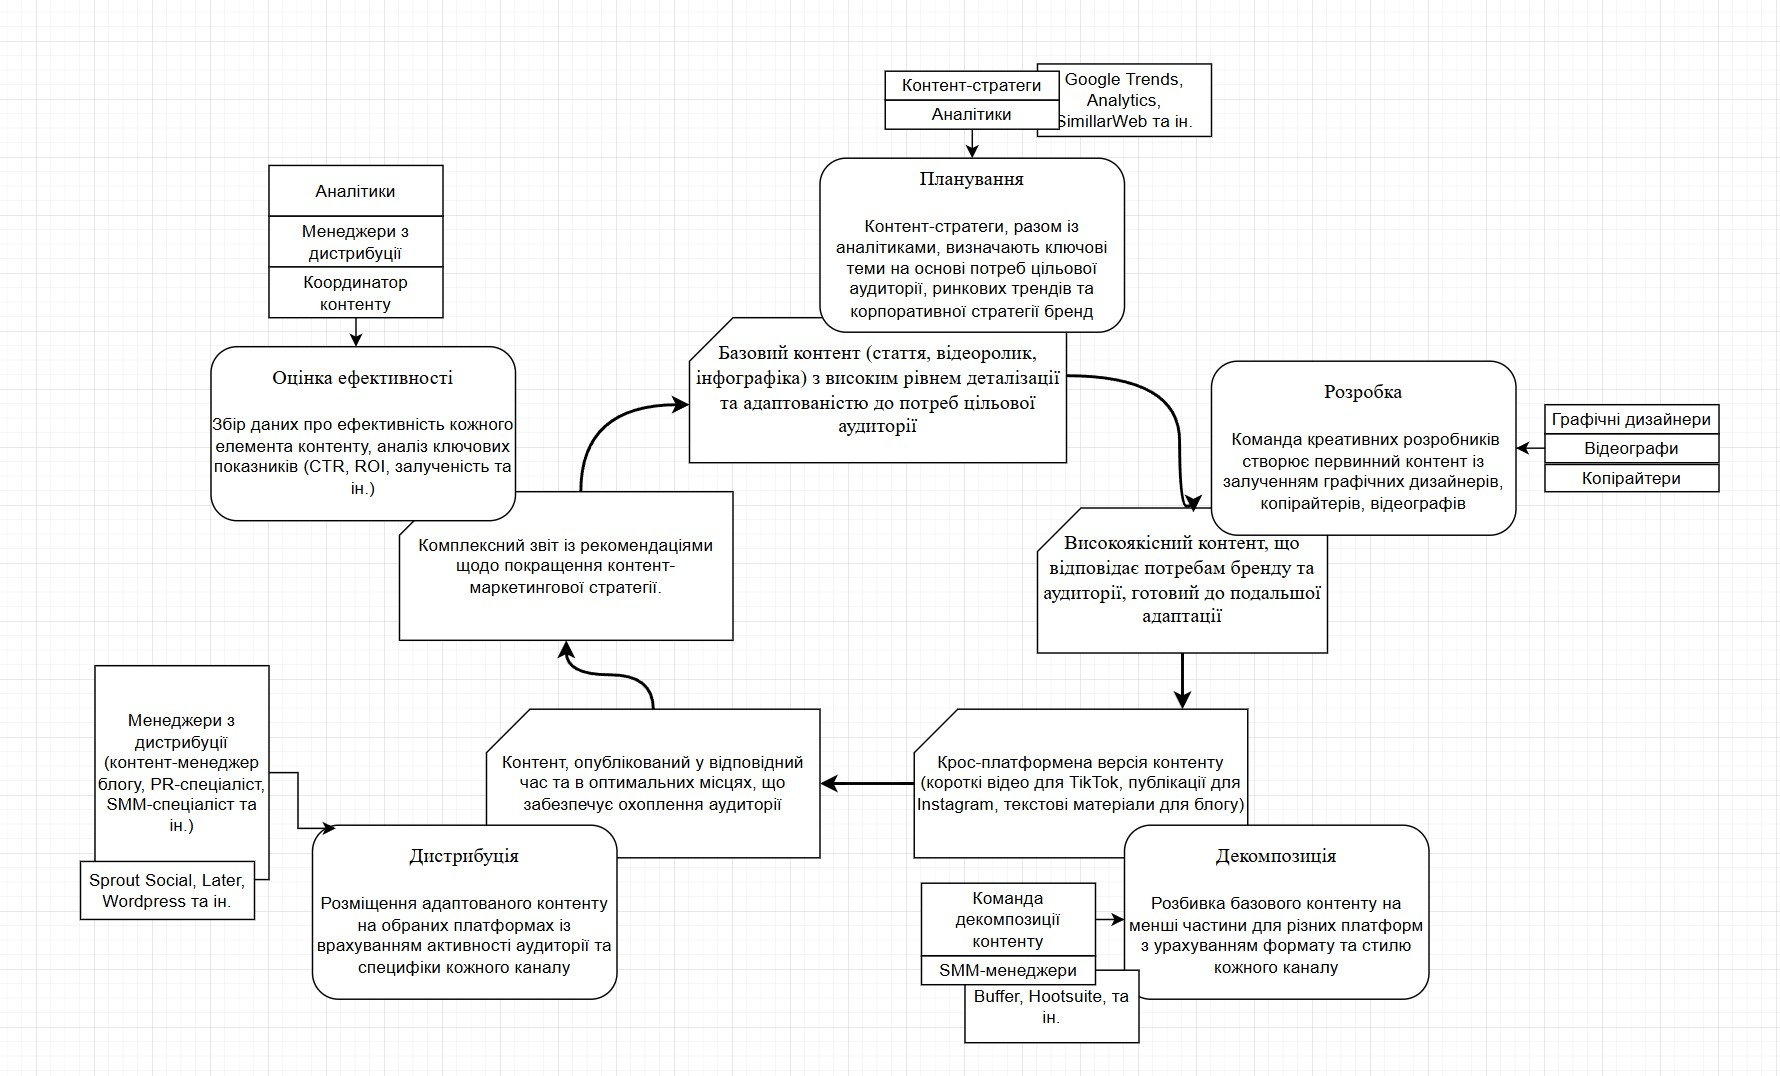 Контент-стратеги
Аналітики
Google Trends,
Analytics,
SimillarWeb та ін.
Планування
Контент-стратеги, разом із
аналітиками, визначають ключові
теми на основі потреб цільової
аудиторії, ринкових трендів та
корпоративної стратегії бренд
Базовий контент (стаття, відеоролик,
інфографіка) з високим рівнем деталізації
та адаптованістю до потреб цільової
аудиторії
Розробка
Команда креативних розробників
створює первинний контент із
залученням графічних дизайнерів,
копірайтерів, відеографів
Графічні дизайнери
Відеографи
Копірайтери
Високоякісний контент, що
відповідає потребам бренду та
аудиторії, готовий до подальшої
адаптації
Крос-платформена версія контенту
(короткі відео для TikTok, публікації для
Instagram, текстові матеріали для блогу)
Декомпозиція
Розбивка базового контенту на
менші частини для різних платформ
з урахуванням формату та стилю
кожного каналу
Команда
декомпозиції
контенту
SMM-менеджери
Buffer, Hootsuite, та
ін.
Контент, опублікований у відповідний
час та в оптимальних місцях, що
забезпечує охоплення аудиторії
Дистрибуція
Розміщення адаптованого контенту
на обраних платформах із
врахуванням активності аудиторії та
специфіки кожного каналу
Менеджери з
дистрибуції
(контент-менеджер
блогу, PR-спеціаліст,
SMM-спеціаліст та
ін.)
Sprout Social, Later,
Wordpress та ін.
Комплексний звіт із рекомендаціями
щодо покращення контент-
маркетингової стратегії.
Оцінка ефективності
Збір даних про ефективність кожного
елемента контенту, аналіз ключових
показників (CTR, ROI, залученість та
ін.)
Аналітики
Менеджери з
дистрибуції
Координатор
контенту